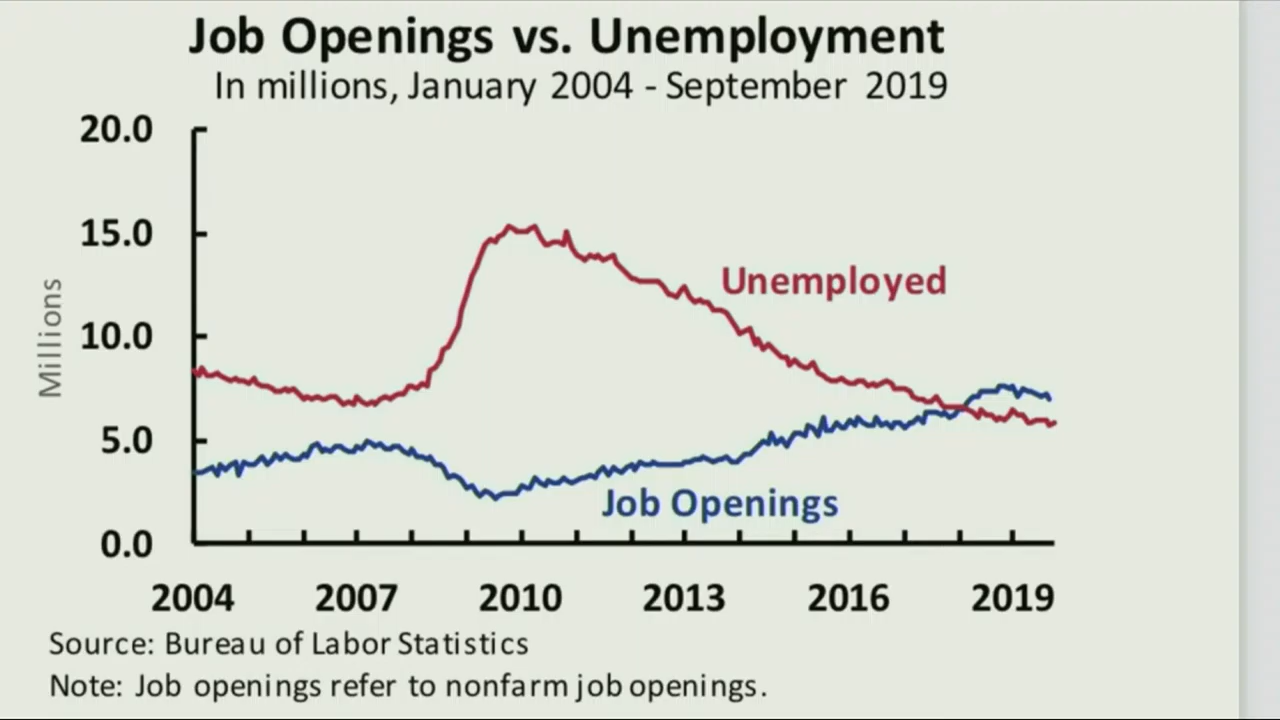 Job Openings vs. Unemployment
In millions, January 2004 - September 2019
20.0
15.0
10.0
5.0
0.0
Millions
Unemployed
Job Openings
2004 2007 2010 2013 2016 2019
Source: Bureau of Labor Statistics
Note: Job openings refer to nonfarm job openings.